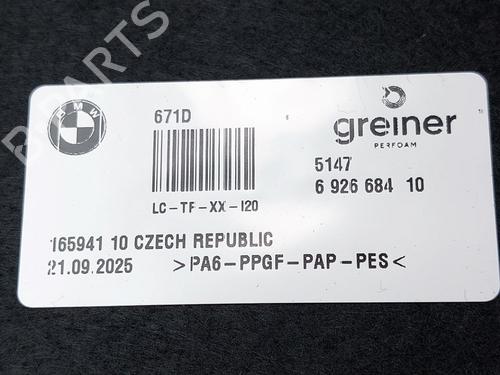 B-PARTS
BMW
671D
LC-TF-XX-I20
greiner
PERFOAM
5147
6 926 684 10
165941 10 CZECH REPUBLIC
21.09.2025 >PA6-PPGF-PAP-PES<